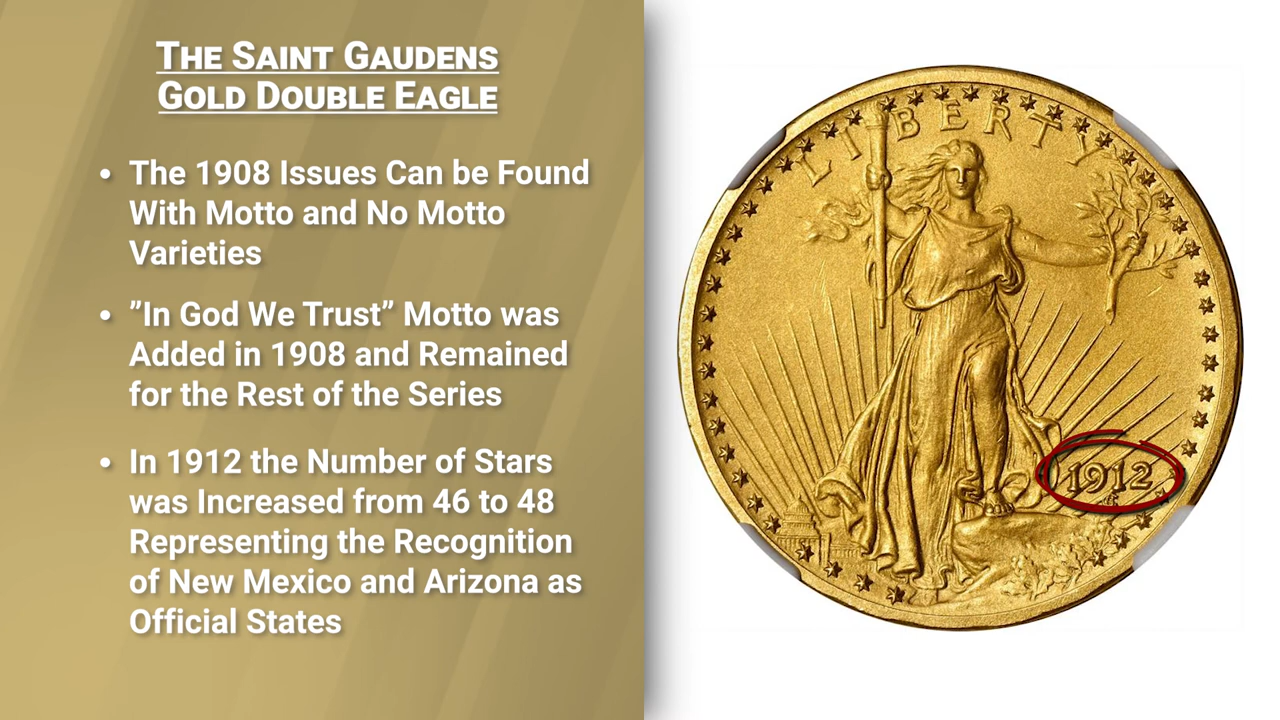 The Saint Gaudens
Gold Double Eagle
• The 1908 Issues Can be Found
With Motto and No Motto
Varieties
• ”In God We Trust” Motto was
Added in 1908 and Remained
for the Rest of the Series
• In 1912 the Number of Stars
was Increased from 46 to 48
Representing the Recognition
of New Mexico and Arizona as
Official States
LIBERTY
1912